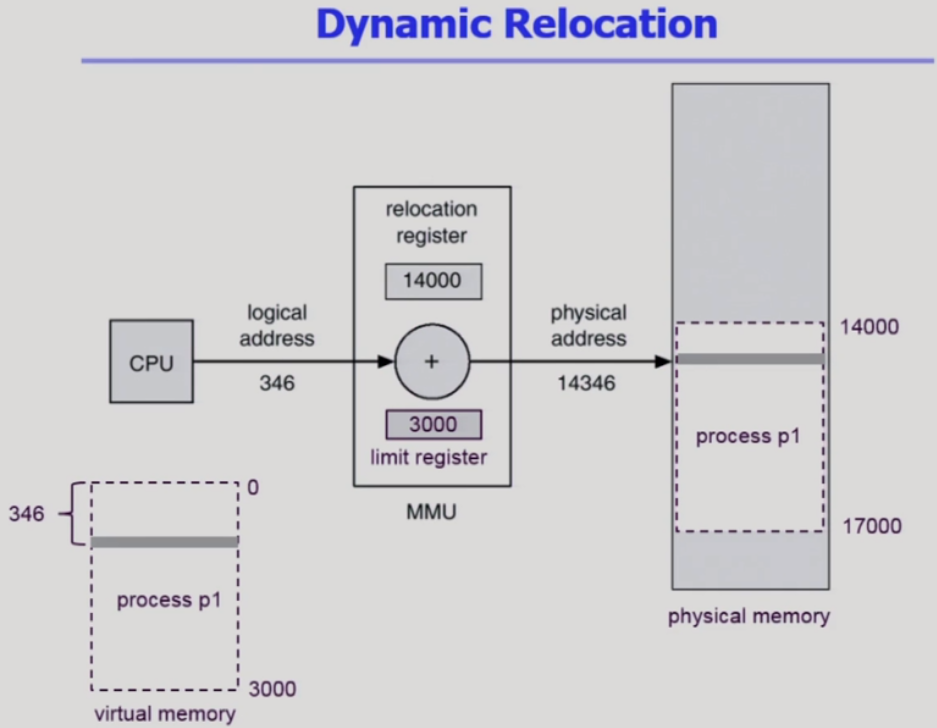 Dynamic Relocation
relocation
register
14000
logical
address
346
CPU
+
physical
address
14346
3000
limit register
MMU
14000
process p1
17000
physical memory
0
346
process p1
3000
virtual memory